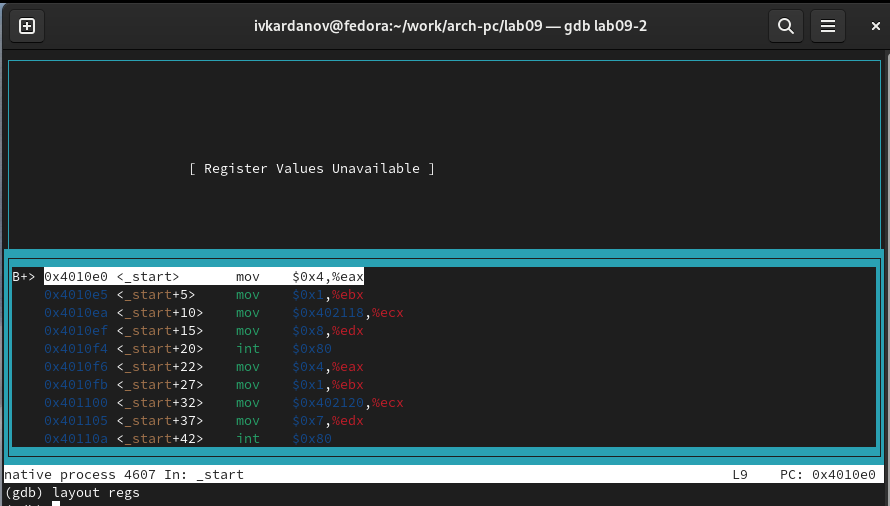 ivkardanov@fedora:~/work/arch-pc/lab09 — gdb lab09-2
[ Register Values Unavailable ]
B+> 0x4010e0 <_start> mov $0x4,%eax
0x4010e5 <_start+5> mov $0x1,%ebx
0x4010ea <_start+10> mov $0x402118,%ecx
0x4010ef <_start+15> mov $0x8,%edx
0x4010f4 <_start+20> int $0x80
0x4010f6 <_start+22> mov $0x4,%eax
0x4010fb <_start+27> mov $0x1,%ebx
0x401100 <_start+32> mov $0x402120,%ecx
0x401105 <_start+37> mov $0x7,%edx
0x40110a <_start+42> int $0x80
native process 4607 In: _start L9 PC: 0x4010e0
(gdb) layout regs